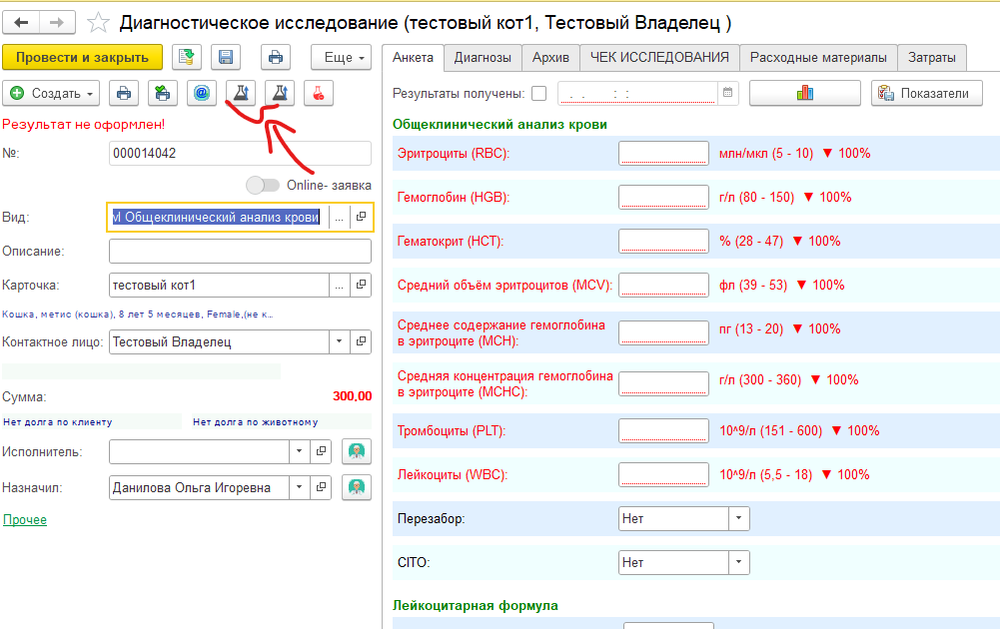 Диагностическое исследование (тестовый кот1, Тестовый Владелец )
Провести и закрыть
Еще
Создать
Результат не оформлен!
№: 000014042
Online- заявка
Вид: Общеклинический анализ крови ...
Описание:
Карточка: тестовый кот1 ...
Кошка, метис (кошка), 8 лет 5 месяцев, Female,(не к...
Контактное лицо: Тестовый Владелец
Сумма: 300.00
Нет долга по клиенту Нет долга по животному
Исполнитель:
Назначил: Данилова Ольга Игоревна
Прочее
Анкета Диагнозы Архив ЧЕК ИССЛЕДОВАНИЯ Расходные материалы Затраты
Результаты получены: . . : : Показатели
Общеклинический анализ крови
Эритроциты (RBC): млн/мкл (5 - 10) ▼ 100%
Гемоглобин (HGB): г/л (80 - 150) ▼ 100%
Гематокрит (HCT): % (28 - 47) ▼ 100%
Средний объём эритроцитов (MCV): фл (39 - 53) ▼ 100%
Среднее содержание гемоглобина
в эритроците (MCH): пг (13 - 20) ▼ 100%
Средняя концентрация гемоглобина
в эритроците (MCHC): г/л (300 - 360) ▼ 100%
Тромбоциты (PLT): 10^9/л (151 - 600) ▼ 100%
Лейкоциты (WBC): 10^9/л (5,5 - 18) ▼ 100%
Перезабор: Нет
CITO: Нет
Лейкоцитарная формула